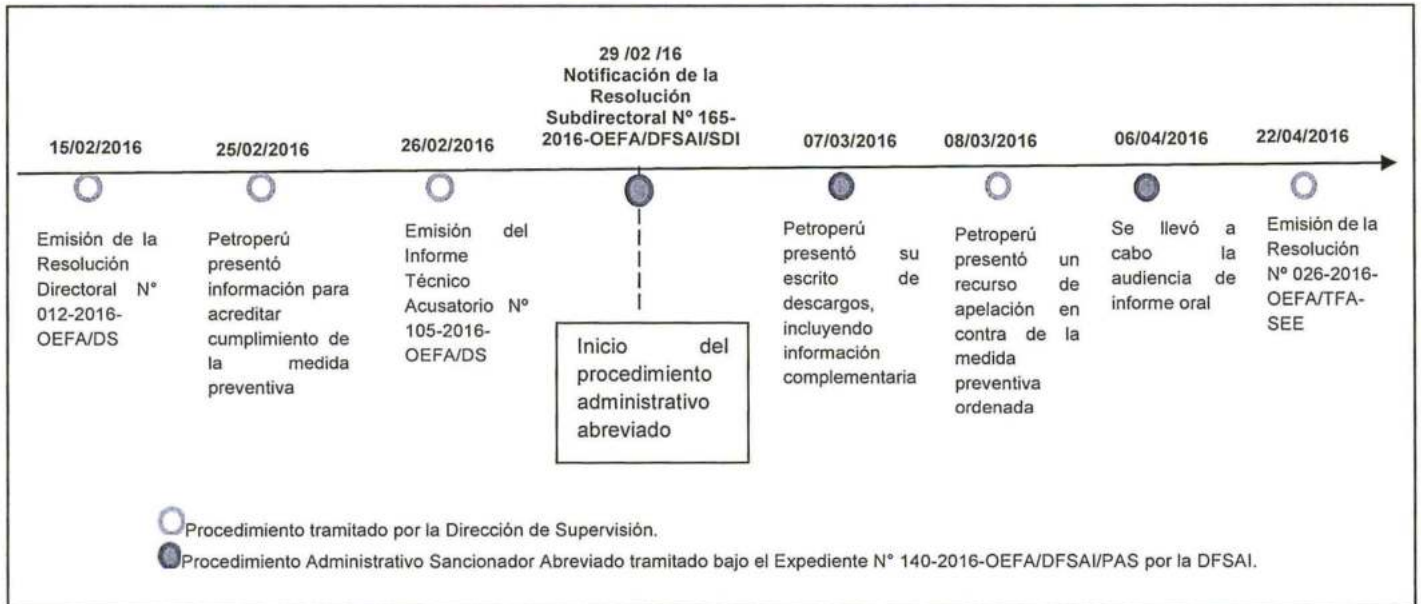 29 /02 /16
Notificación de la
Resolución
Subdirectoral Nº 165-
2016-OEFA/DFSAI/SDI
15/02/2016
25/02/2016
26/02/2016
07/03/2016
08/03/2016
06/04/2016
22/04/2016
Emisión de la
Resolución
Directoral N°
012-2016-
OEFA/DS
Petroperú
presentó
información para
acreditar
cumplimiento de
la medida
preventiva
Emisión del
Informe
Técnico
Acusatorio Nº
105-2016-
OEFA/DS
Inicio del
procedimiento
administrativo
abreviado
Petroperú
presentó su
escrito de
descargos,
incluyendo
información
complementaria
Petroperú
presentó un
recurso de
apelación en
contra de la
medida
preventiva
ordenada
Se llevó a
cabo la
audiencia de
informe oral
Emisión de la
Resolución
Nº 026-2016-
OEFA/TFA-
SEE
Procedimiento tramitado por la Dirección de Supervisión.
Procedimiento Administrativo Sancionador Abreviado tramitado bajo el Expediente N° 140-2016-OEFA/DFSAI/PAS por la DFSAI.